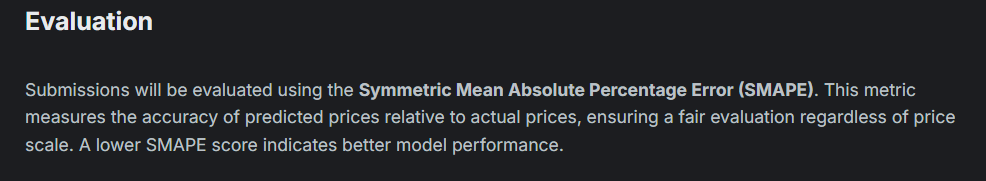 Evaluation
Submissions will be evaluated using the Symmetric Mean Absolute Percentage Error (SMAPE). This metric
measures the accuracy of predicted prices relative to actual prices, ensuring a fair evaluation regardless of price
scale. A lower SMAPE score indicates better model performance.